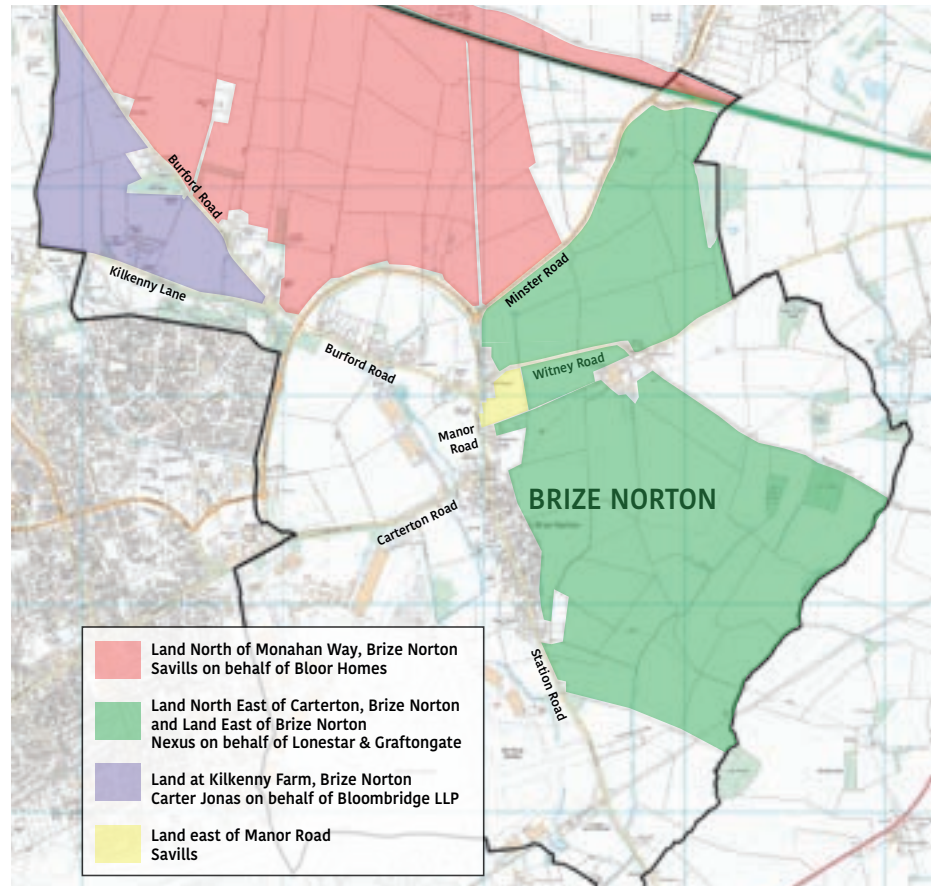 Burford Road
Kilkenny Lane
Minster Road
Burford Road
Witney Road
Manor
Road
BRIZE NORTON
Carterton Road
Station Road
Land North of Monahan Way, Brize Norton
Savills on behalf of Bloor Homes
Land North East of Carterton, Brize Norton
and Land East of Brize Norton
Nexus on behalf of Lonestar & Graftongate
Land at Kilkenny Farm, Brize Norton
Carter Jonas on behalf of Bloombridge LLP
Land east of Manor Road
Savills